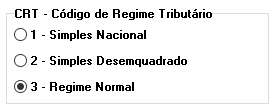 CRT - Código de Regime Tributário
1 - Simples Nacional
2 - Simples Desemquadrado
3 - Regime Normal